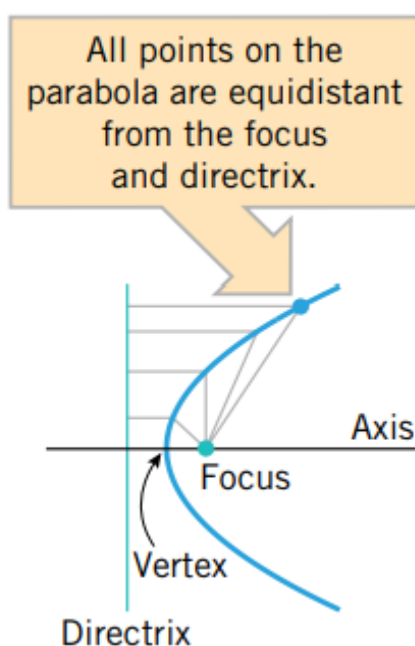 All points on the
parabola are equidistant
from the focus
and directrix.
Axis
Focus
Vertex
Directrix